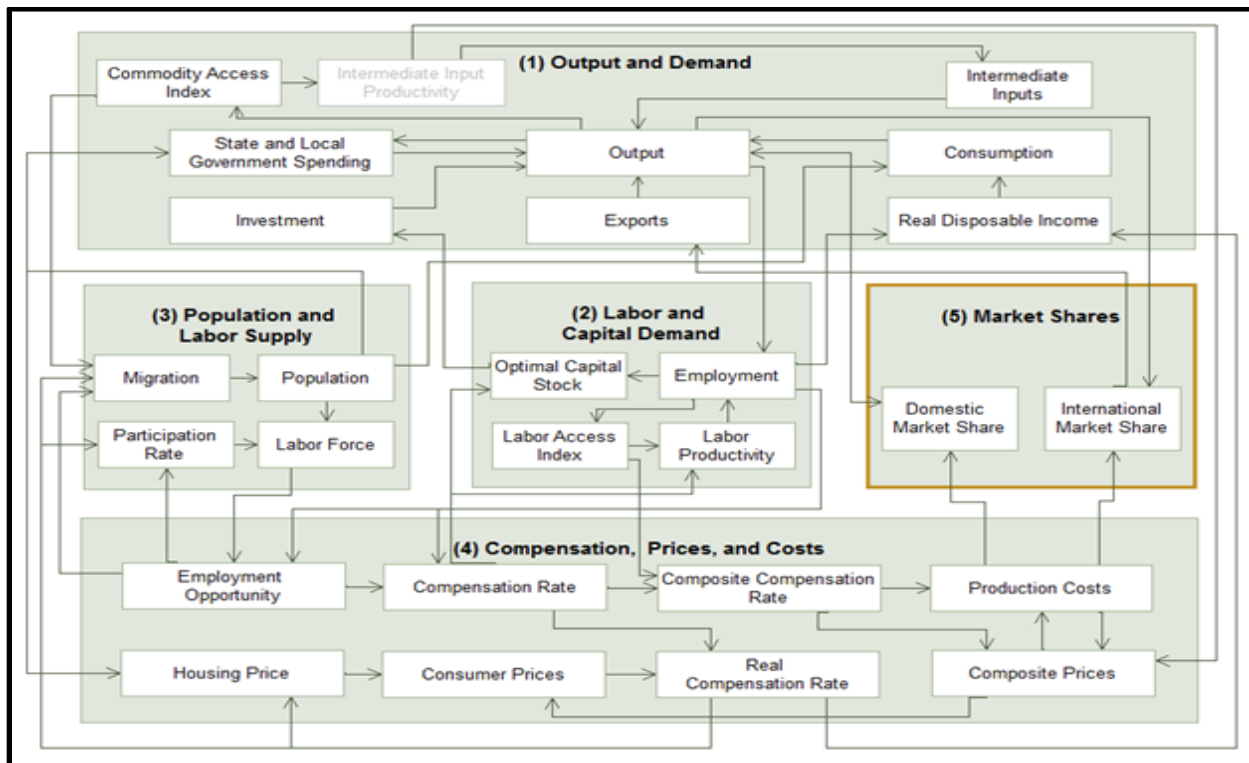 (1) Output and Demand
Commodity Access
Index
Intermediate Input
Productivity
Intermediate
Inputs
State and Local
Government Spending
Output
Consumption
Investment
Exports
Real Disposable Income
(3) Population and
Labor Supply
Migration
Population
Participation
Rate
Labor Force
(2) Labor and
Capital Demand
Optimal Capital
Stock
Employment
Labor Access
Index
Labor
Productivity
(5) Market Shares
Domestic
Market Share
International
Market Share
(4) Compensation, Prices, and Costs
Employment
Opportunity
Compensation Rate
Composite Compensation
Rate
Production Costs
Housing Price
Consumer Prices
Real
Compensation Rate
Composite Prices